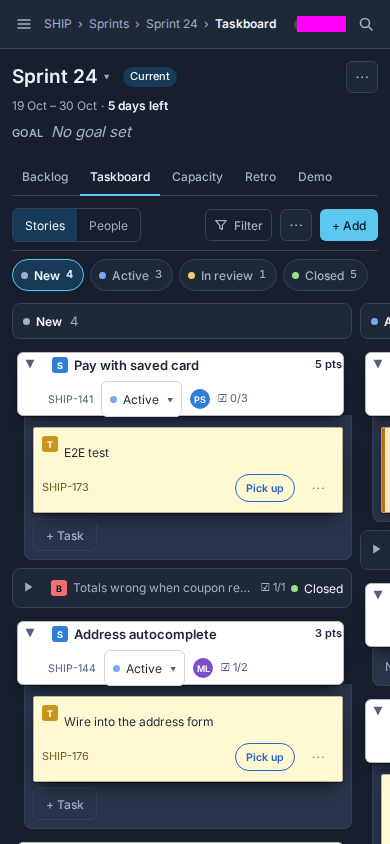 SHIP › Sprints › Sprint 24 › Taskboard
Sprint 24 ▾ Current ···
19 Oct – 30 Oct · 5 days left
GOAL No goal set
Backlog Taskboard Capacity Retro Demo
Stories People Filter ··· + Add
New 4 Active 3 In review 1 Closed 5
New 4
S Pay with saved card 5 pts
SHIP-141 Active ▾ PS ☑ 0/3
T E2E test
SHIP-173 Pick up ···
+ Task
B Totals wrong when coupon re... ☑ 1/1 Closed
S Address autocomplete 3 pts
SHIP-144 Active ▾ ML ☑ 1/2
T Wire into the address form
SHIP-176 Pick up ···
+ Task